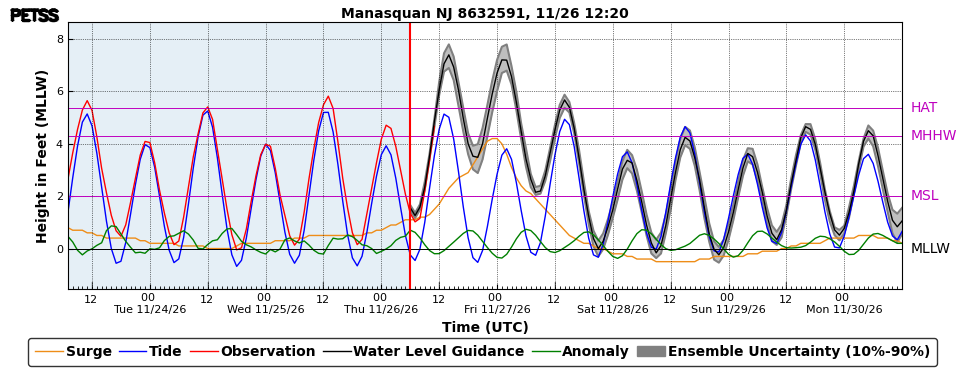 PETSS
Manasquan NJ 8632591, 11/26 12:20
Height in Feet (MLLW)
8
6
4
2
0
HAT
MHHW
MSL
MLLW
12 00 12 00 12 00 12 00 12 00 12 00 12 00
Tue 11/24/26 Wed 11/25/26 Thu 11/26/26 Fri 11/27/26 Sat 11/28/26 Sun 11/29/26 Mon 11/30/26
Time (UTC)
Surge Tide Observation Water Level Guidance Anomaly Ensemble Uncertainty (10%-90%)